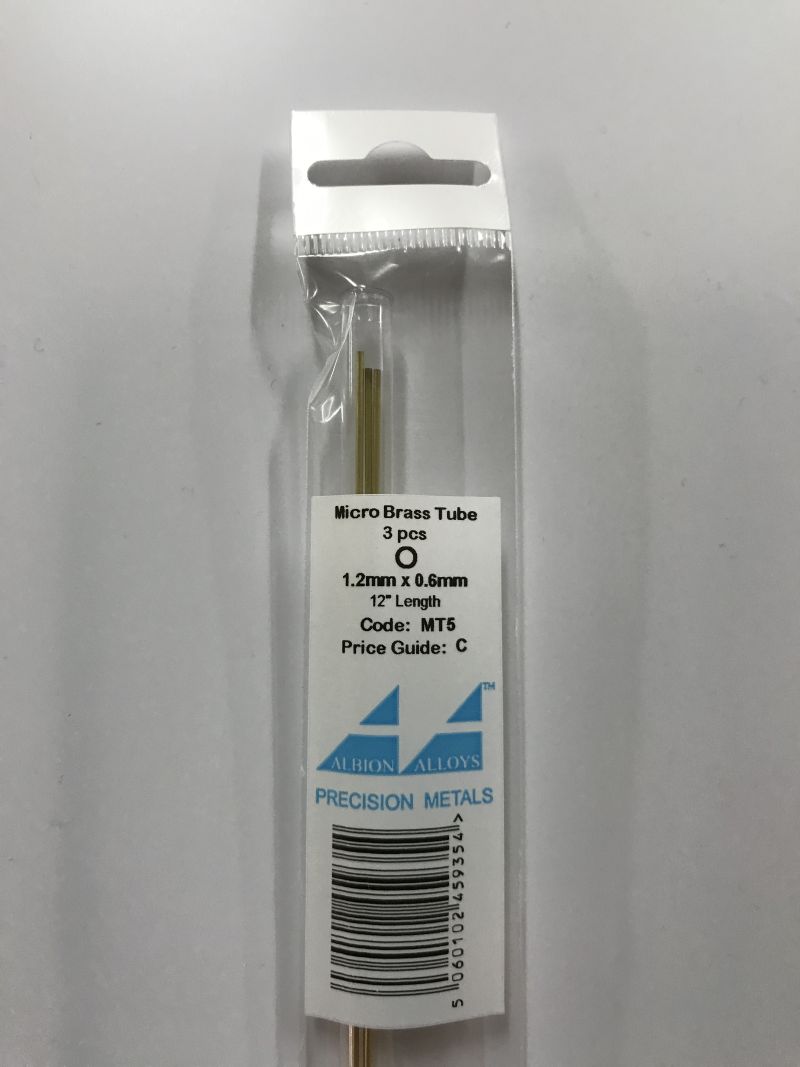 Micro Brass Tube
3 pcs
1.2mm x 0.6mm
12" Length
Code: MT5
Price Guide: C
TM
ALBION ALLOYS
PRECISION METALS
5 060102 459354 >